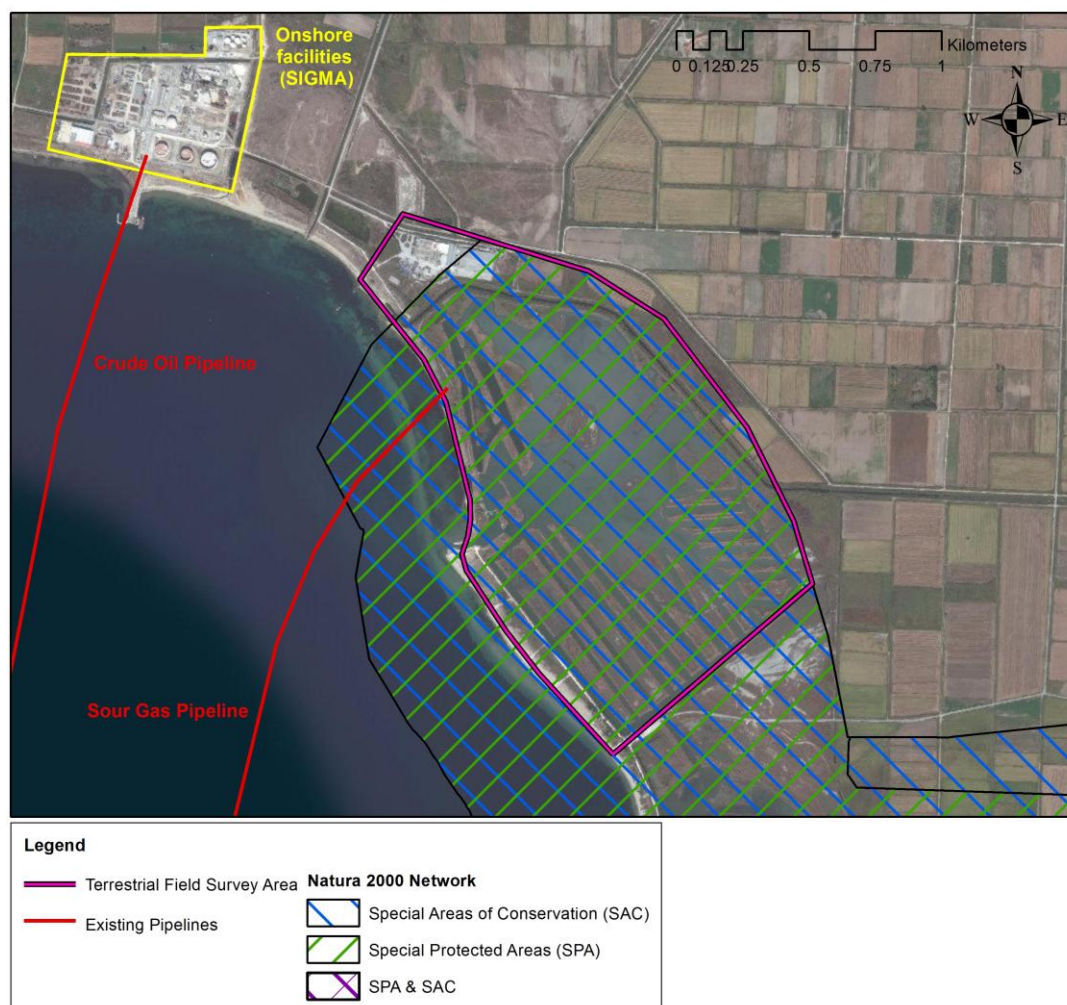 Onshore
facilities
(SIGMA)
Kilometers
0 0.125 0.25 0.5 0.75 1
N
W E
S
Crude Oil Pipeline
Sour Gas Pipeline
Legend
Terrestrial Field Survey Area
Existing Pipelines
Natura 2000 Network
Special Areas of Conservation (SAC)
Special Protected Areas (SPA)
SPA & SAC